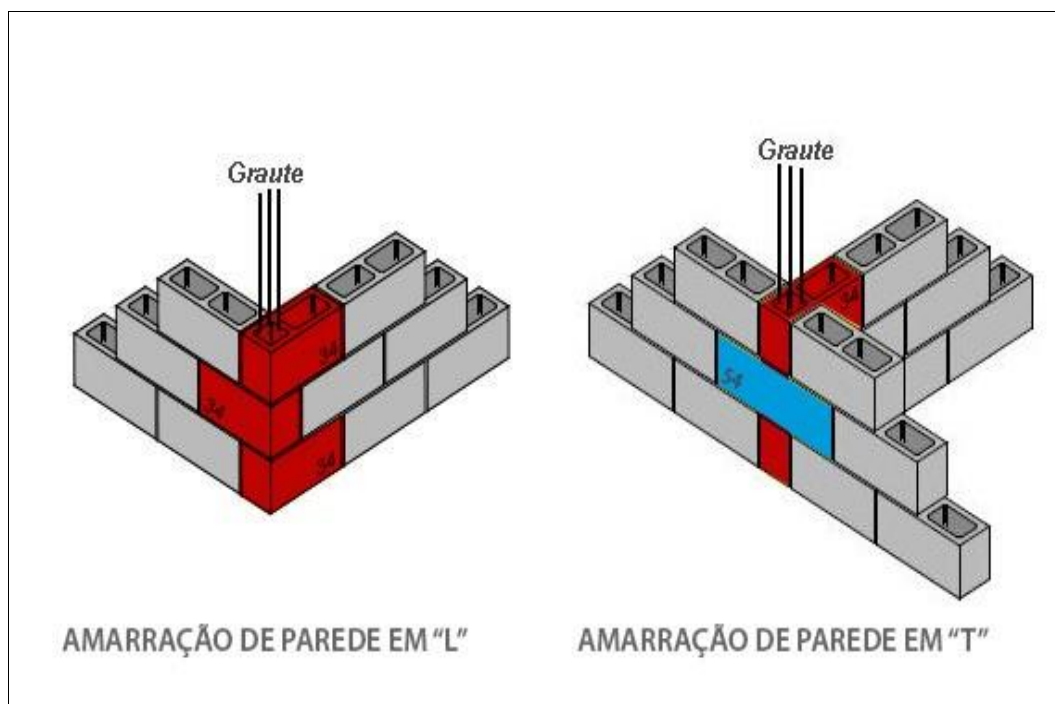 Graute
34
34
34
AMARRAÇÃO DE PAREDE EM “L”
Graute
34
54
AMARRAÇÃO DE PAREDE EM “T”